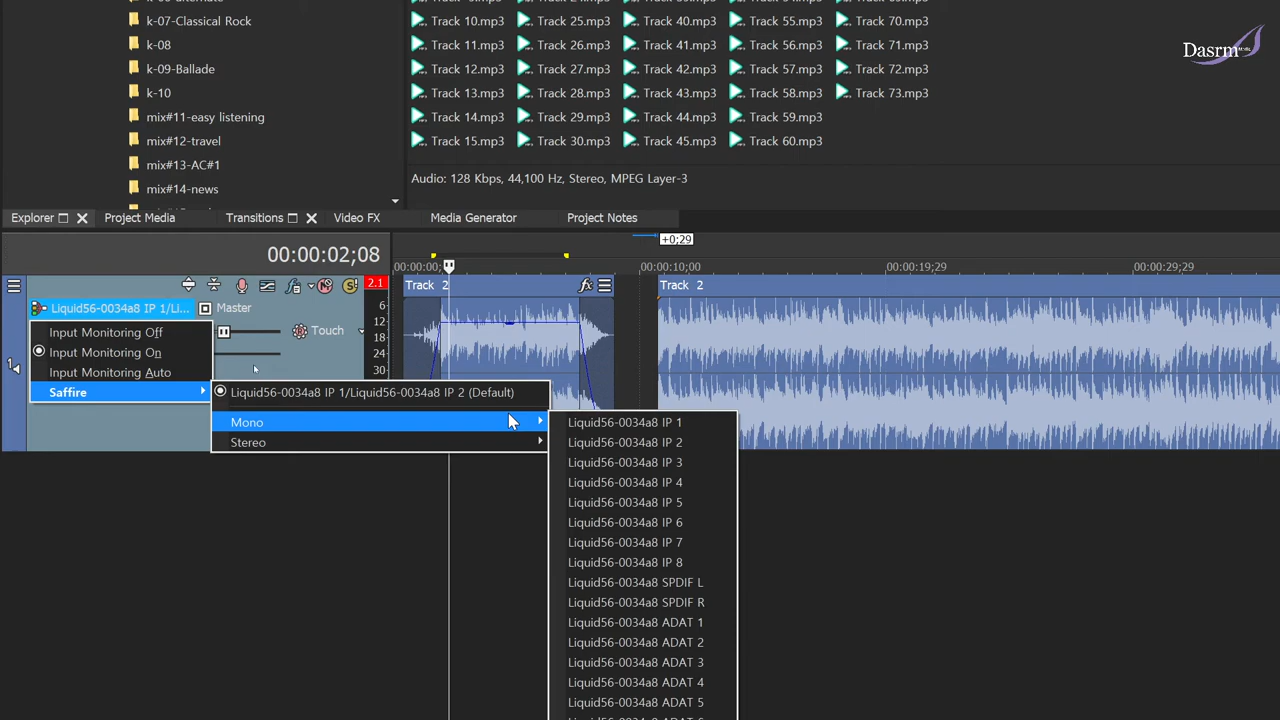 Track 10.mp3 Track 25.mp3 Track 40.mp3 Track 55.mp3 Track 70.mp3
Track 11.mp3 Track 26.mp3 Track 41.mp3 Track 56.mp3 Track 71.mp3
Track 12.mp3 Track 27.mp3 Track 42.mp3 Track 57.mp3 Track 72.mp3
Track 13.mp3 Track 28.mp3 Track 43.mp3 Track 58.mp3 Track 73.mp3
Track 14.mp3 Track 29.mp3 Track 44.mp3 Track 59.mp3
Track 15.mp3 Track 30.mp3 Track 45.mp3 Track 60.mp3
k-07-Classical Rock
k-08
k-09-Ballade
k-10
mix#11-easy listening
mix#12-travel
mix#13-AC#1
mix#14-news
Dasrm
Audio: 128 Kbps, 44,100 Hz, Stereo, MPEG Layer-3
Explorer Project Media Transitions Video FX Media Generator Project Notes
00:00:02;08
+0;29
00:00:00; 00:00:10;00 00:00:19;29 00:00:29;29
2.1
Track 2
fx
Track 2
Liquid56-0034a8 IP 1/Li... Master
6
12
18
24
30
Touch
1
Input Monitoring Off
Input Monitoring On
Input Monitoring Auto
Saffire
Liquid56-0034a8 IP 1/Liquid56-0034a8 IP 2 (Default)
Mono
Stereo
Liquid56-0034a8 IP 1
Liquid56-0034a8 IP 2
Liquid56-0034a8 IP 3
Liquid56-0034a8 IP 4
Liquid56-0034a8 IP 5
Liquid56-0034a8 IP 6
Liquid56-0034a8 IP 7
Liquid56-0034a8 IP 8
Liquid56-0034a8 SPDIF L
Liquid56-0034a8 SPDIF R
Liquid56-0034a8 ADAT 1
Liquid56-0034a8 ADAT 2
Liquid56-0034a8 ADAT 3
Liquid56-0034a8 ADAT 4
Liquid56-0034a8 ADAT 5